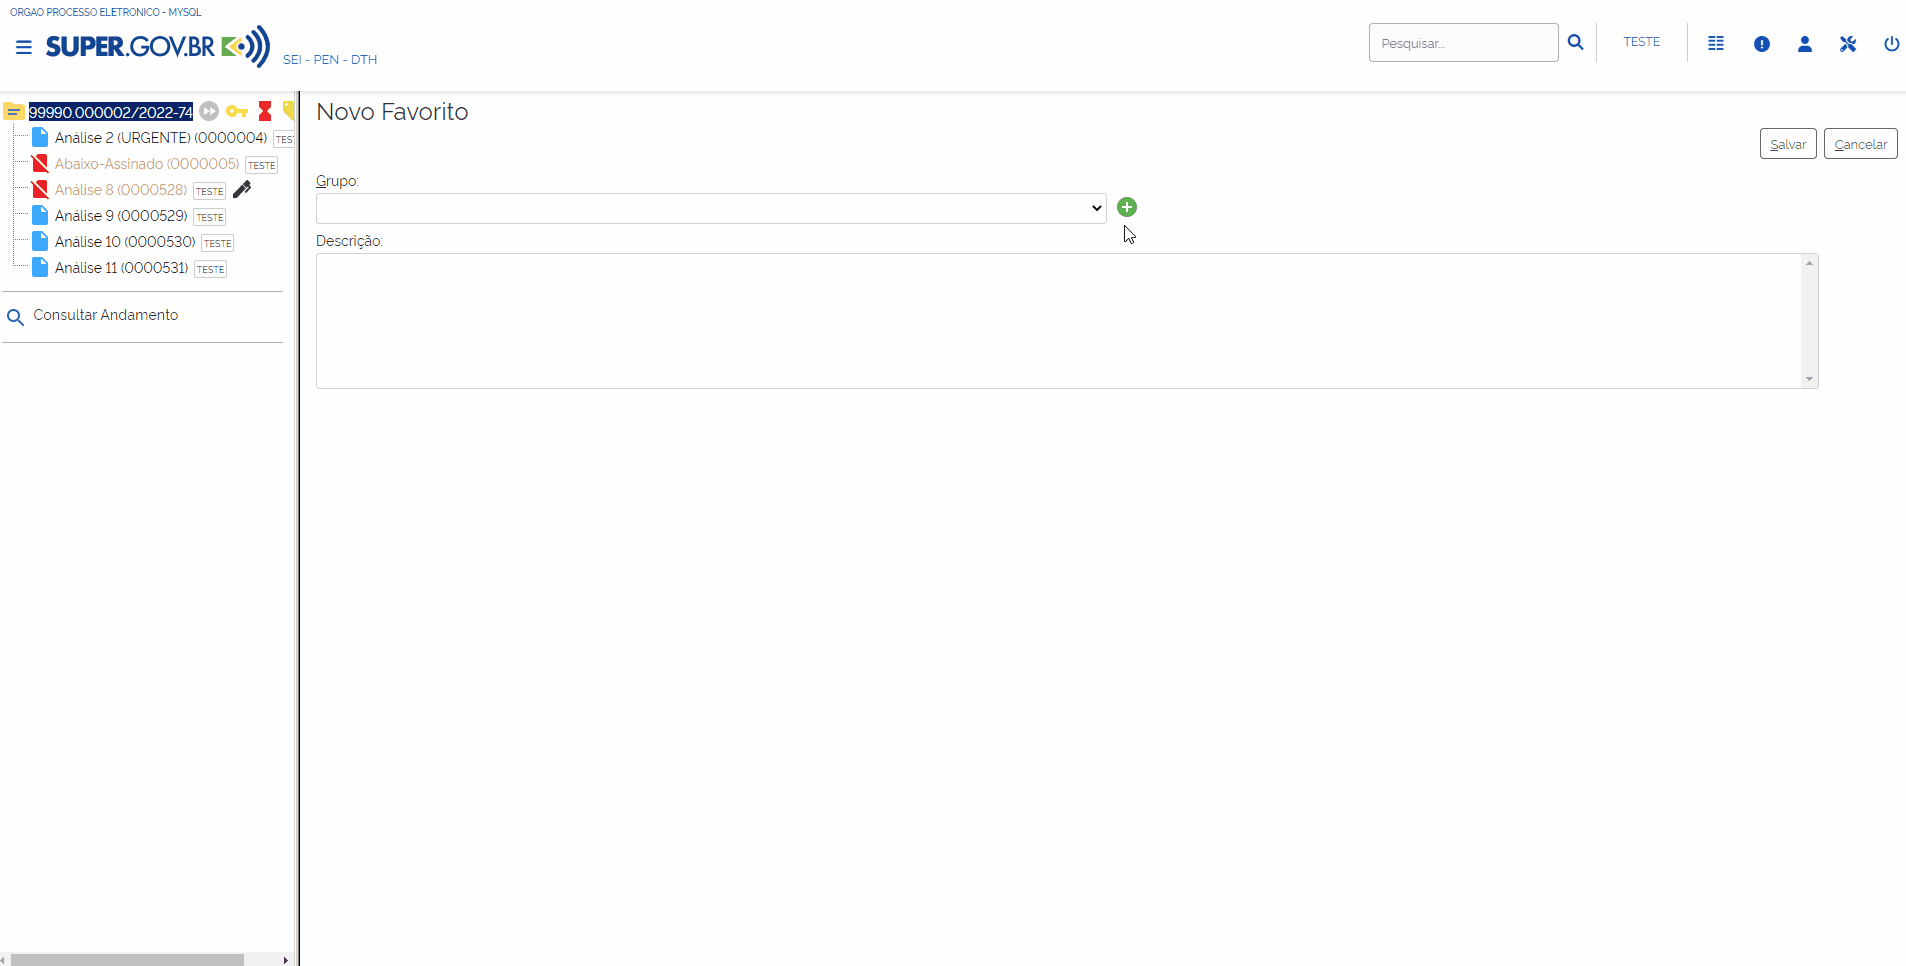 ORGAO PROCESSO ELETRONICO - MYSQL
SUPER.GOV.BR
SEI - PEN - DTH
Pesquisar...
TESTE
99990.000002/2022-74
Análise 2 (URGENTE) (0000004) TES
Abaixo-Assinado (0000005) TESTE
Análise 8 (0000528) TESTE
Análise 9 (0000529) TESTE
Análise 10 (0000530) TESTE
Análise 11 (0000531) TESTE
Consultar Andamento
Novo Favorito
Salvar Cancelar
Grupo:
Descrição: